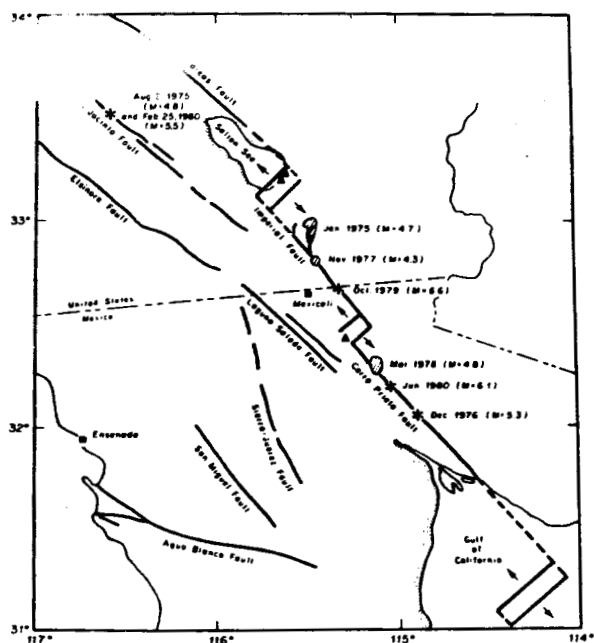 34°
Aug 2 1975
(M=4.8)
and Feb 25, 1980
(M=5.5)
Jacinto Fault
Fault
Salton Sea
Elsinore Fault
33°
Imperial Fault
Jan 1975 (M=4.7)
Nov 1977 (M=4.3)
United States
Mexico
Mexicali
Oct. 1979 (M=6.6)
Laguna Salada Fault
Mar 1978 (M=4.8)
Jun 1980 (M=6.1)
Cerro Prieto Fault
Dec 1976 (M=5.3)
32°
Ensenada
Sierra Juarez Fault
San Miguel Fault
Agua Blanca Fault
Gulf
of
California
31°
117°
116°
115°
114°